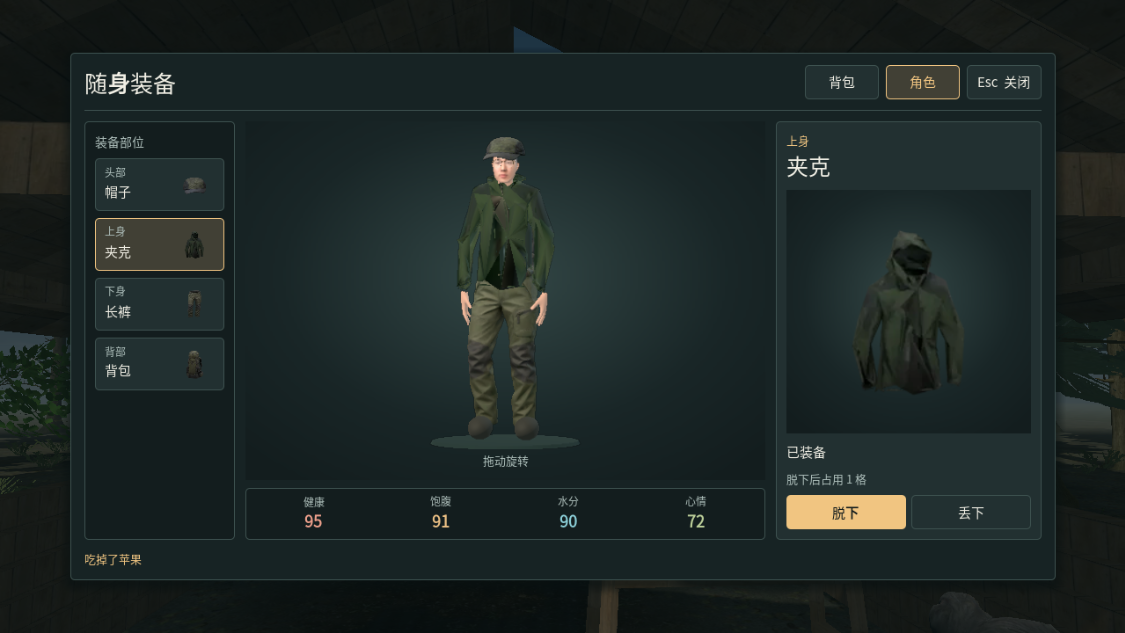 随身装备
背包
角色
Esc 关闭
装备部位
头部
帽子
上身
夹克
下身
长裤
背部
背包
拖动旋转
健康
95
饱腹
91
水分
90
心情
72
上身
夹克
已装备
脱下后占用 1 格
脱下
丢下
吃掉了苹果